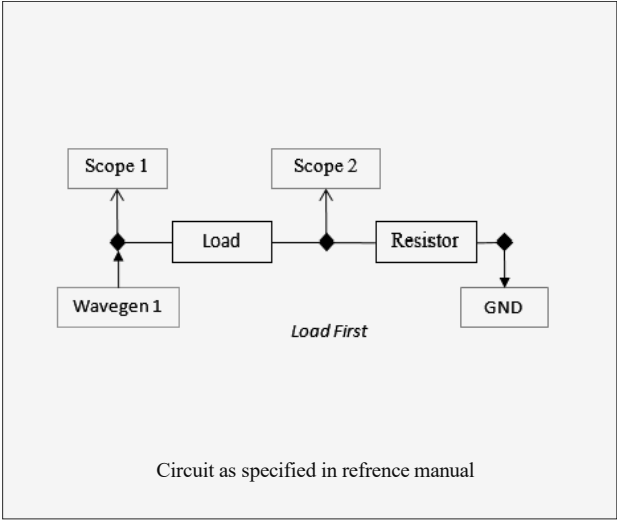 Scope 1
Scope 2
Load
Resistor
Wavegen 1
GND
Load First
Circuit as specified in refrence manual